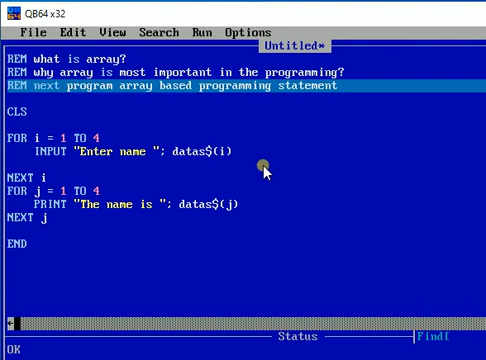 QB64 x32
File Edit View Search Run Options
Untitled*
REM what is array?
REM why array is most important in the programming?
REM next program array based programming statement
CLS
FOR i = 1 TO 4
INPUT "Enter name "; datas$(i)
NEXT i
FOR j = 1 TO 4
PRINT "The name is "; datas$(j)
NEXT j
END
Status
Find[
OK